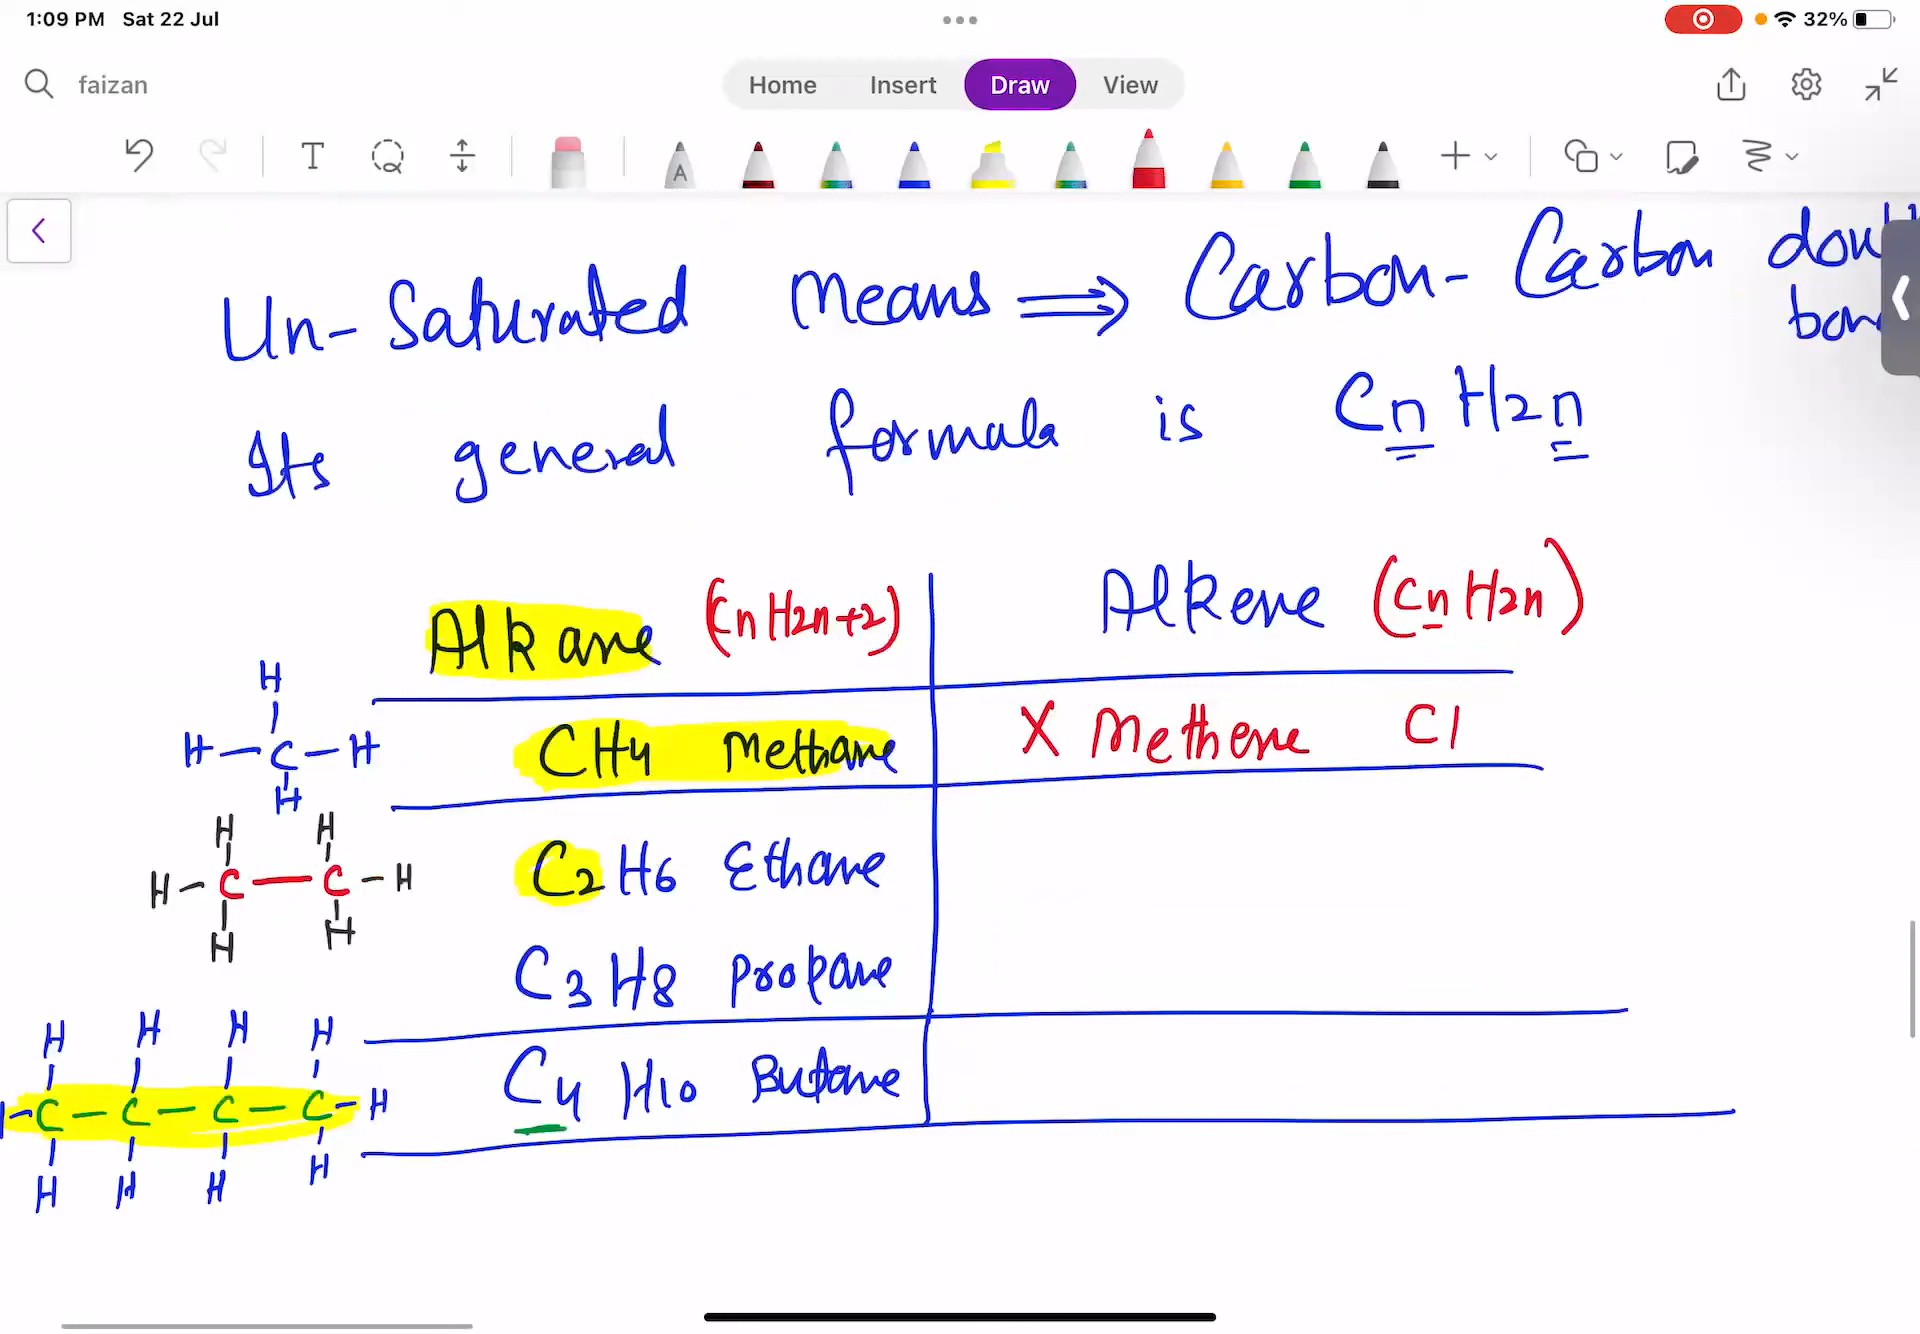 1:09 PM Sat 22 Jul 32%
faizan Home Insert Draw View
T A
Un-Saturated means ⇒ Carbon-Carbon
Its general formula is CnH2n
Alkane (CnH2n+2) Alkene (CnH2n)
CH4 Methane X Methene C1
H
H-C-H
H
C2H6 Ethane
H H
H-C-C-H
H H
C3H8 Propane
C4H10 Butane
H H H H
-C-C-C-C-H
H H H H